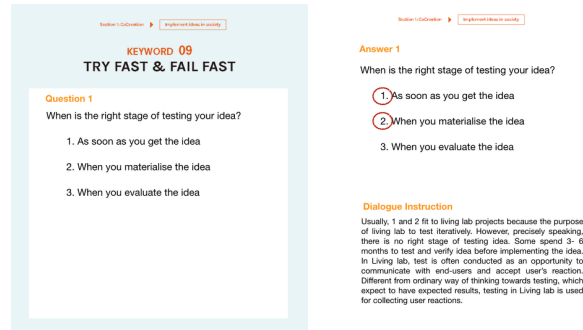 Section 1: CoCreation Implement ideas in society
KEYWORD 09
TRY FAST & FAIL FAST
Question 1
When is the right stage of testing your idea?
1. As soon as you get the idea
2. When you materialise the idea
3. When you evaluate the idea
Section 1: CoCreation Implement ideas in society
Answer 1
When is the right stage of testing your idea?
1. As soon as you get the idea
2. When you materialise the idea
3. When you evaluate the idea
Dialogue Instruction
Usually, 1 and 2 fit to living lab projects because the purpose
of living lab to test iteratively. However, precisely speaking,
there is no right stage of testing idea. Some spend 3- 6
months to test and verify idea before implementing the idea.
In Living lab, test is often conducted as an opportunity to
communicate with end-users and accept user's reaction.
Different from ordinary way of thinking towards testing, which
expect to have expected results, testing in Living lab is used
for collecting user reactions.